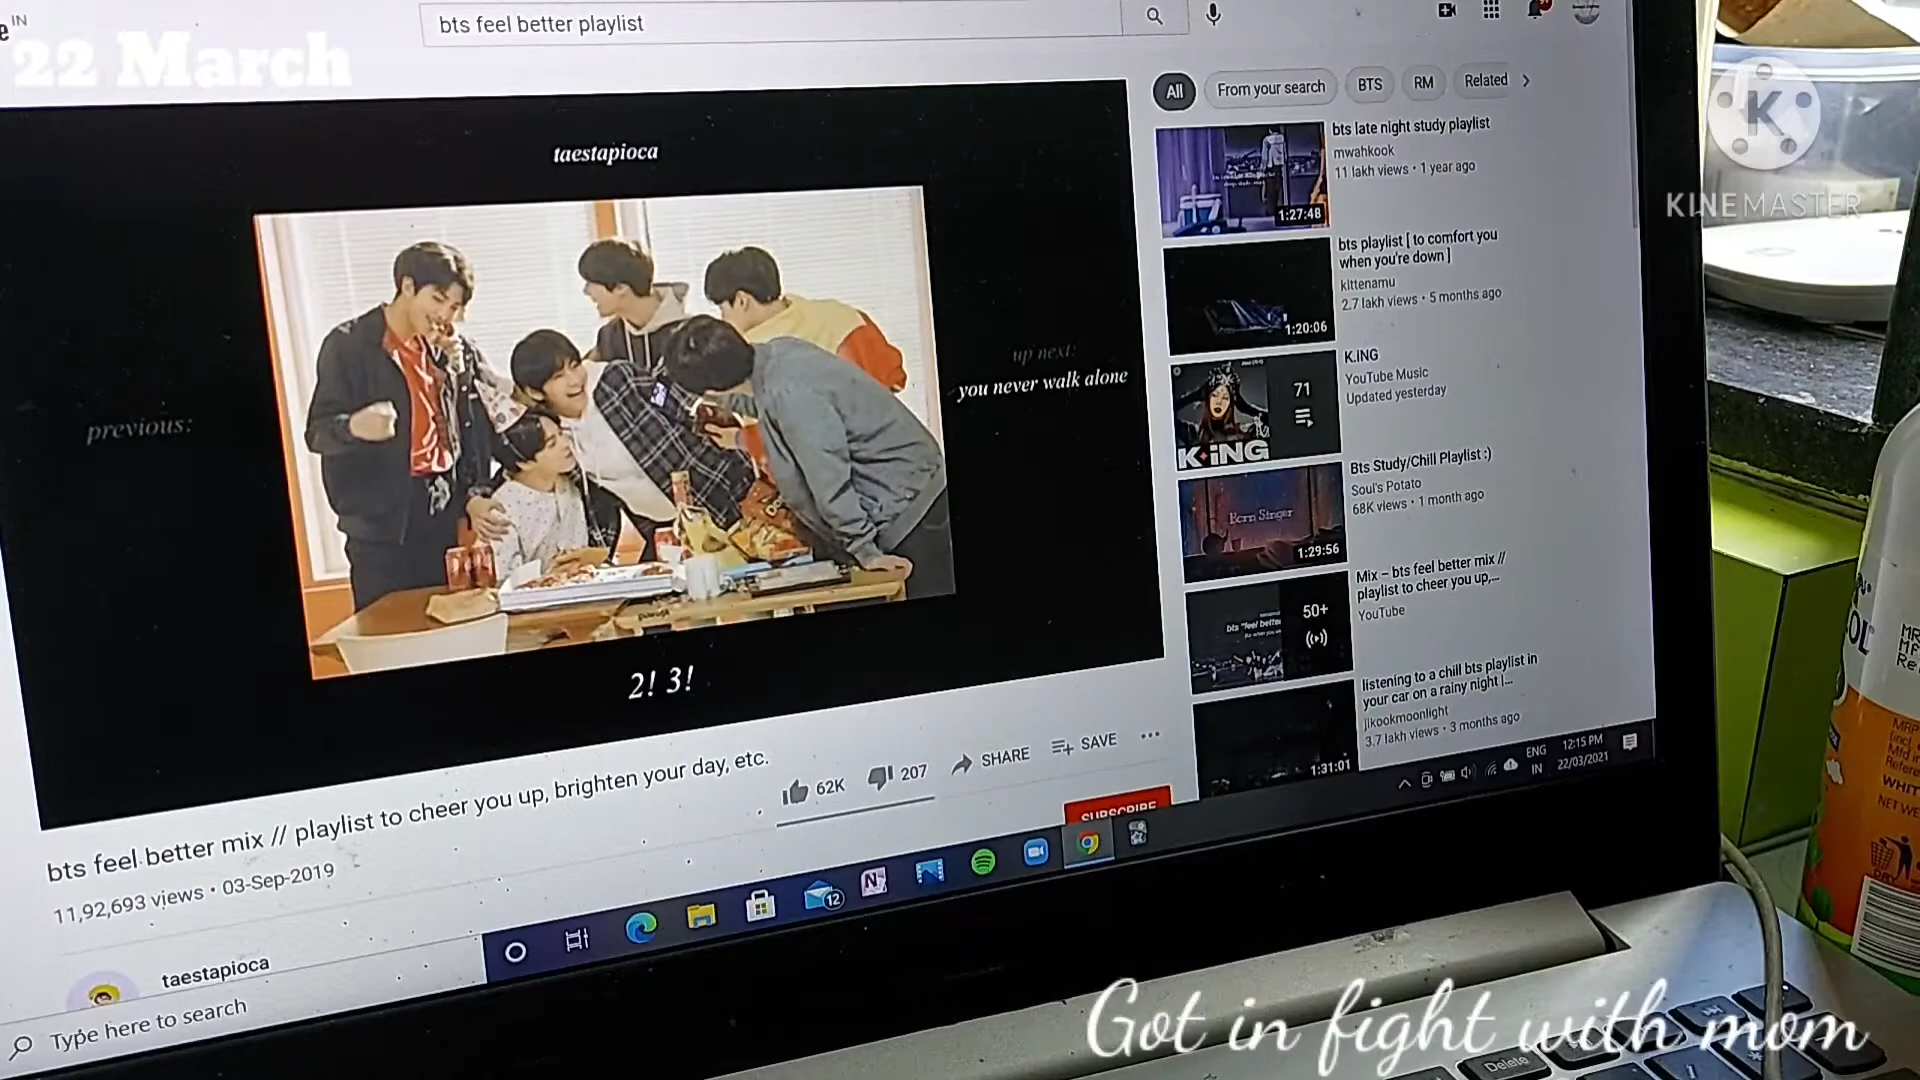 e IN
22 March
bts feel better playlist
taestapioca
previous:
up next:
you never walk alone
2! 3!
bts feel better mix // playlist to cheer you up, brighten your day, etc.
11,92,693 views • 03-Sep-2019
62K
207
SHARE
SAVE
SUBSCRIBE
taestapioca
All
From your search
BTS
RM
Related
bts late night study playlist
mwahkook
11 lakh views • 1 year ago
1:27:48
bts playlist [ to comfort you
when you're down ]
kittenamu
2.7 lakh views • 5 months ago
1:20:06
K.ING
YouTube Music
Updated yesterday
71
K·iNG
Bts Study/Chill Playlist :)
Soul's Potato
68K views • 1 month ago
Born Singer
1:29:56
Mix – bts feel better mix //
playlist to cheer you up,...
YouTube
50+
listening to a chill bts playlist in
your car on a rainy night |...
jikookmoonlight
3.7 lakh views • 3 months ago
1:31:01
Type here to search
12
N
ENG
IN
12:15 PM
22/03/2021
K
KINEMASTER
Got in fight with mom
Delete